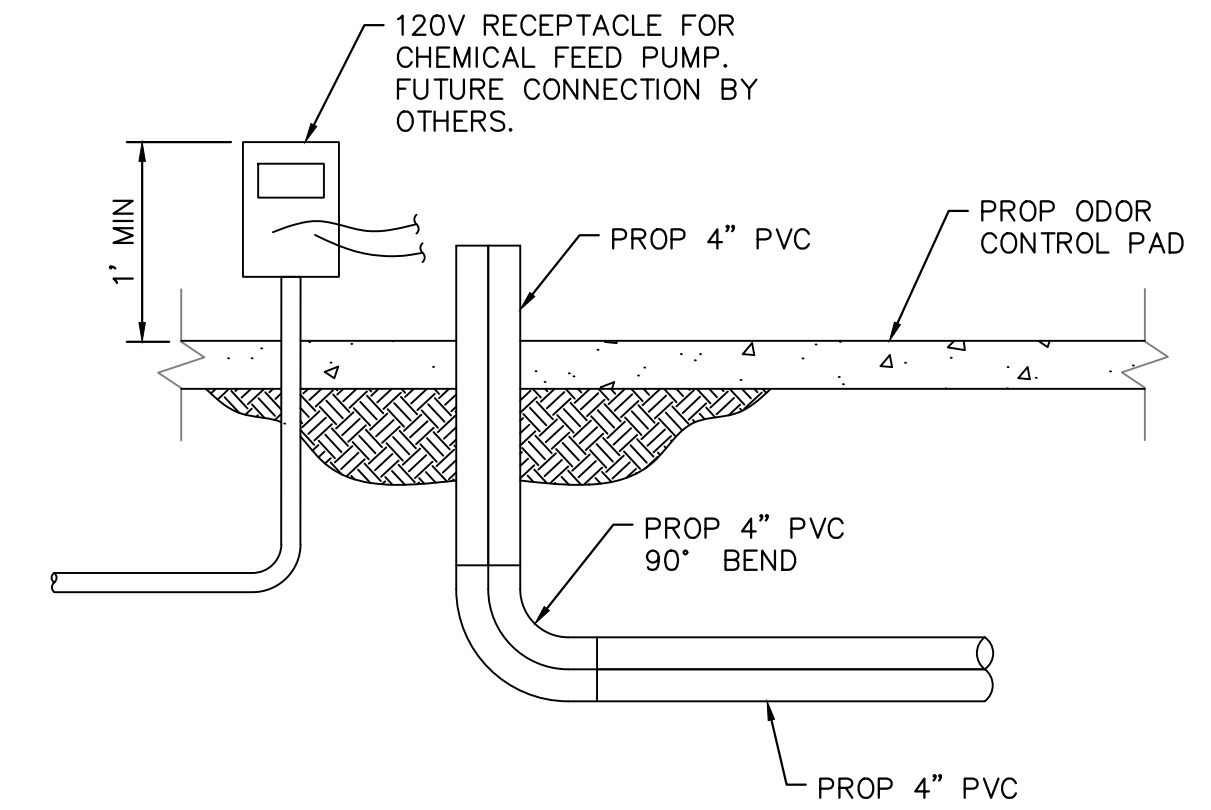 120V RECEPTACLE FOR
CHEMICAL FEED PUMP.
FUTURE CONNECTION BY
OTHERS.
1' MIN
PROP 4" PVC
PROP ODOR
CONTROL PAD
PROP 4" PVC
90° BEND
PROP 4" PVC